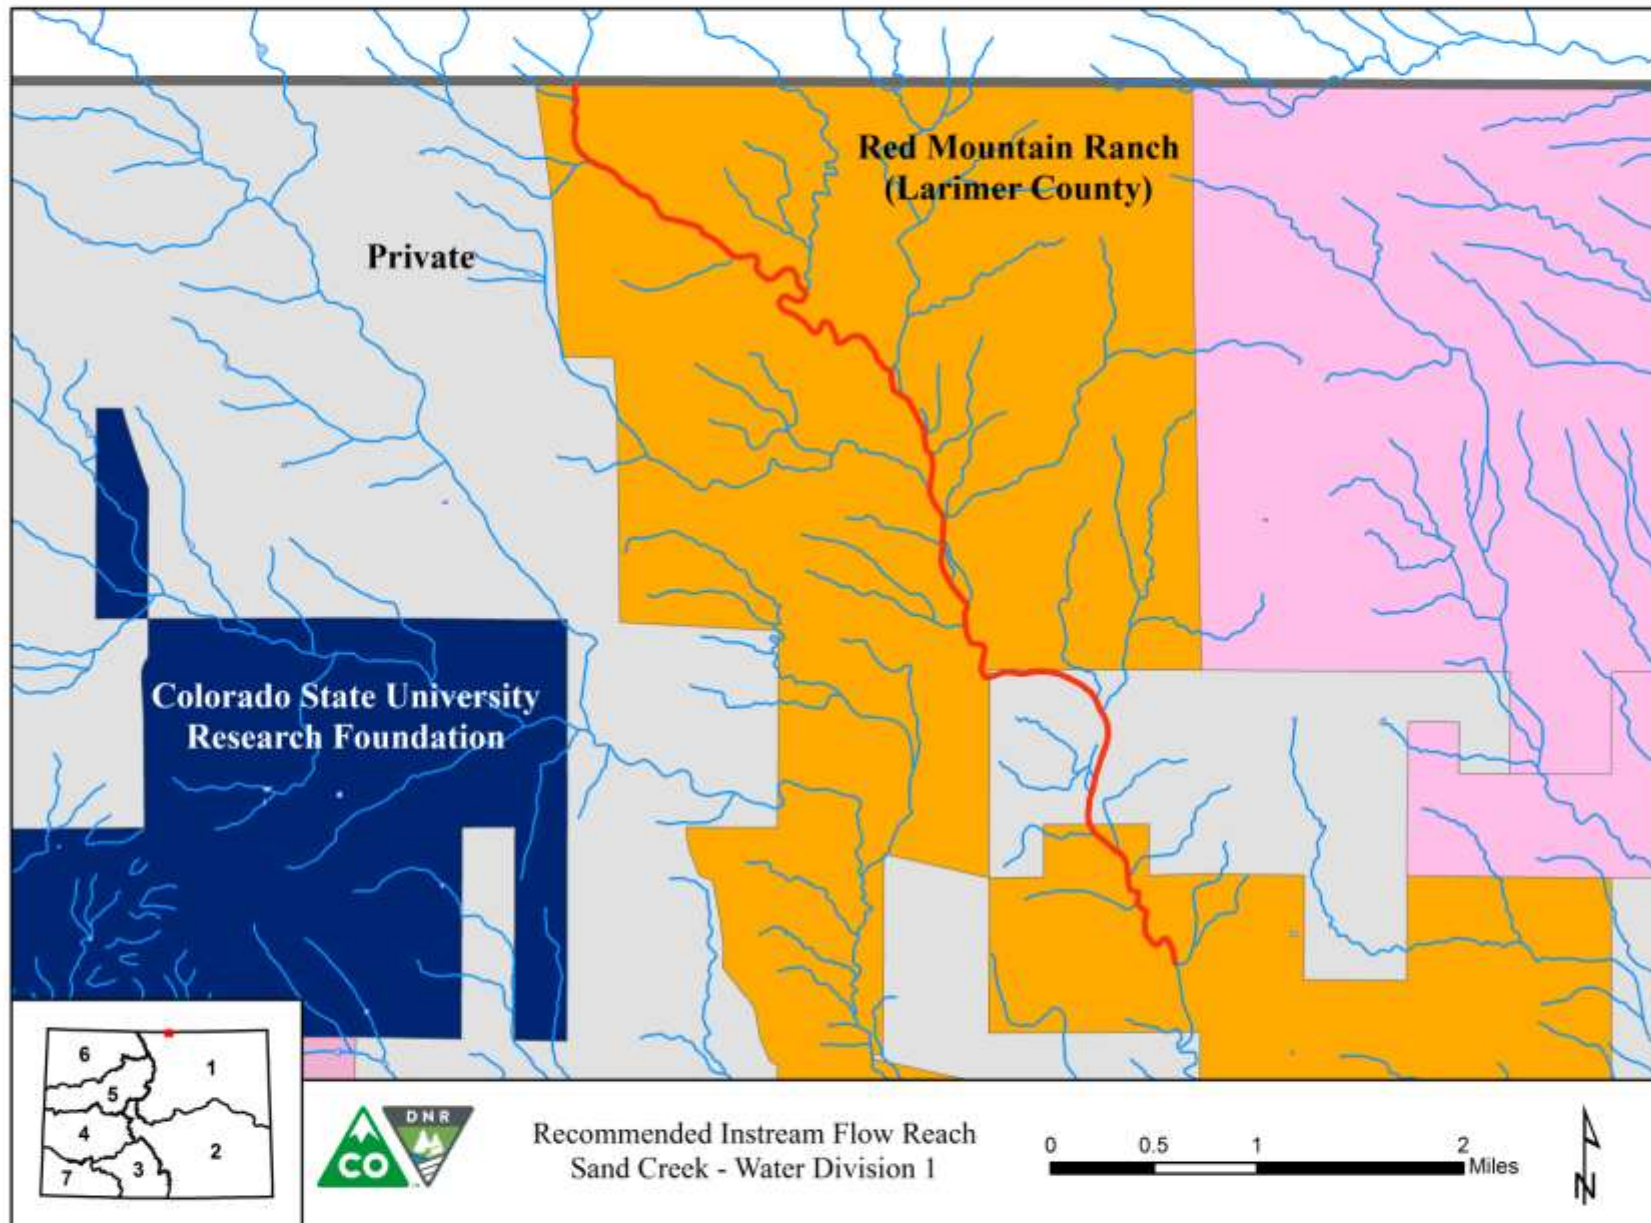 Red Mountain Ranch
(Larimer County)
Private
Colorado State University
Research Foundation
6
1
5
4
2
3
7
DNR
CO
Recommended Instream Flow Reach
Sand Creek - Water Division 1
0 0.5 1 2
Miles
N